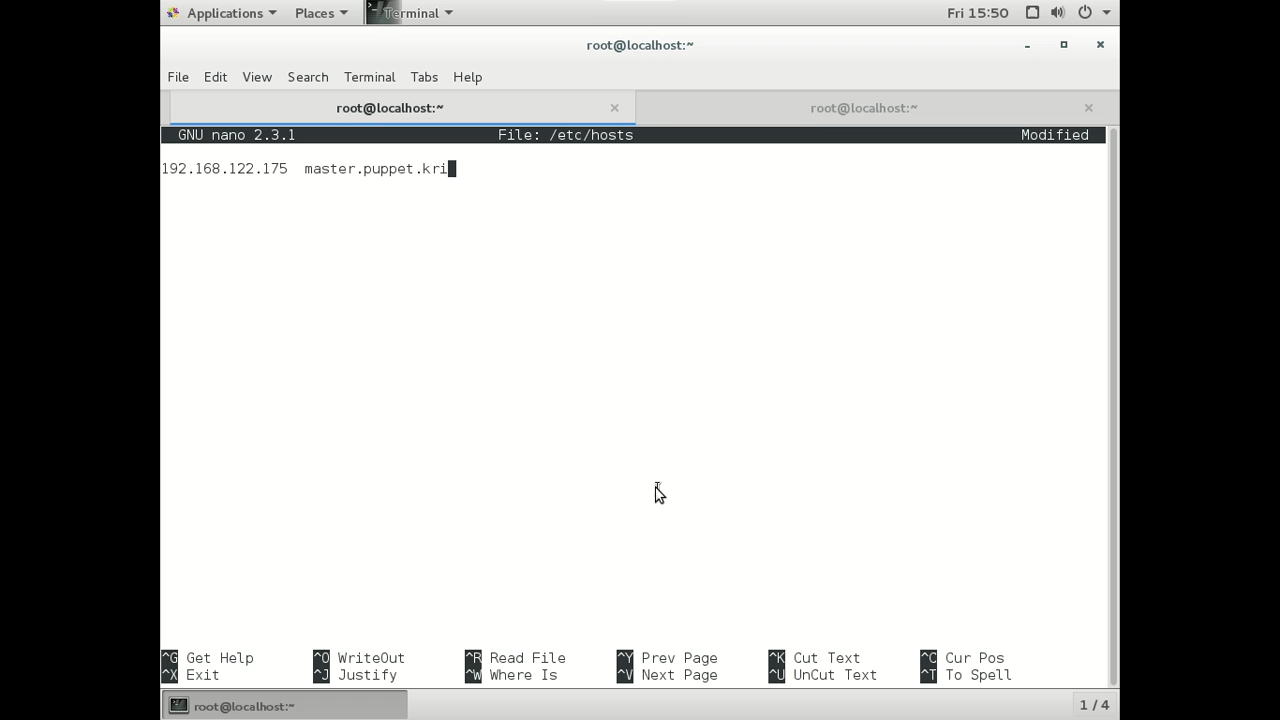 Applications Places Terminal Fri 15:50
root@localhost:~
File Edit View Search Terminal Tabs Help
root@localhost:~ root@localhost:~
GNU nano 2.3.1 File: /etc/hosts Modified
192.168.122.175 master.puppet.kri
^G Get Help ^O WriteOut ^R Read File ^Y Prev Page ^K Cut Text ^C Cur Pos
^X Exit ^J Justify ^W Where Is ^V Next Page ^U UnCut Text ^T To Spell
root@localhost:~ 1 / 4